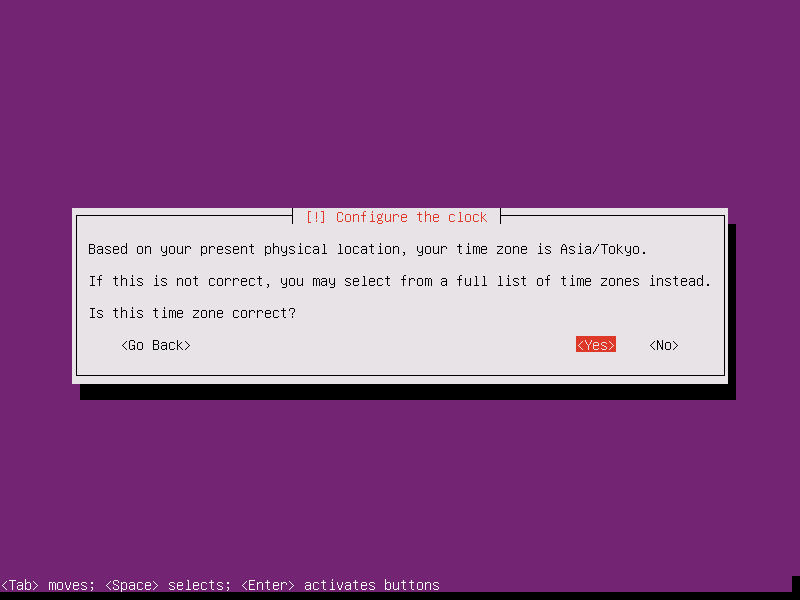 [!] Configure the clock
Based on your present physical location, your time zone is Asia/Tokyo.
If this is not correct, you may select from a full list of time zones instead.
Is this time zone correct?
<Go Back> <Yes> <No>
<Tab> moves; <Space> selects; <Enter> activates buttons